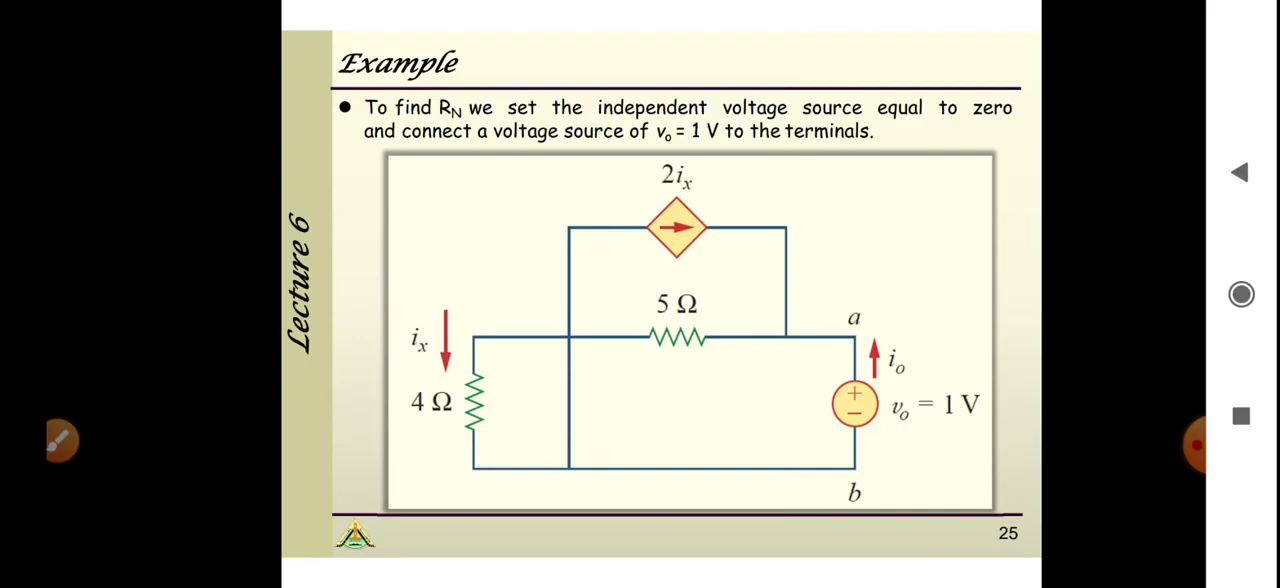 Example
● To find R_N we set the independent voltage source equal to zero
and connect a voltage source of v_o = 1 V to the terminals.
Lecture 6
2i_x
5 Ω
a
i_x
i_o
4 Ω
+
−
v_o = 1 V
b
25